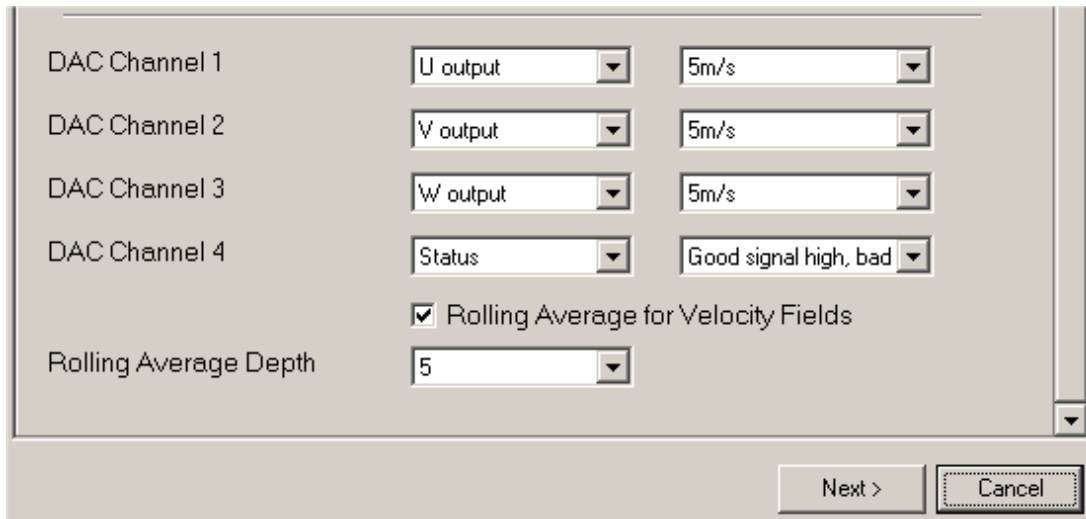 DAC Channel 1 U output 5m/s
DAC Channel 2 V output 5m/s
DAC Channel 3 W output 5m/s
DAC Channel 4 Status Good signal high, bad
Rolling Average for Velocity Fields
Rolling Average Depth 5
Next > Cancel